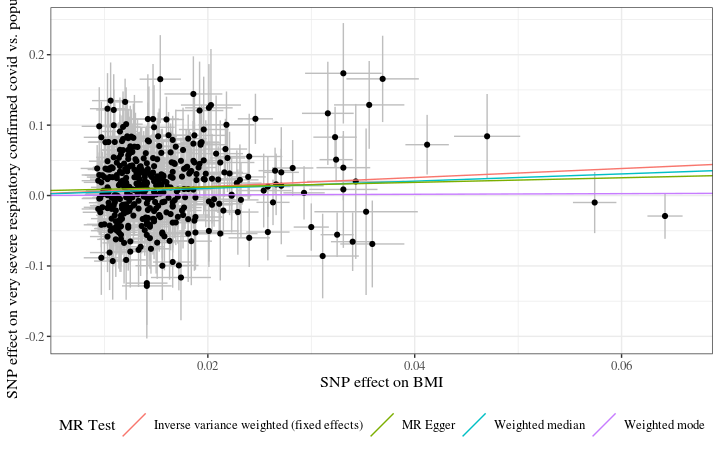 SNP effect on very severe respiratory confirmed covid vs.
0.2
0.1
0.0
-0.1
-0.2
0.02
0.04
0.06
SNP effect on BMI
MR Test
Inverse variance weighted (fixed effects)
MR Egger
Weighted median
Weighted mode